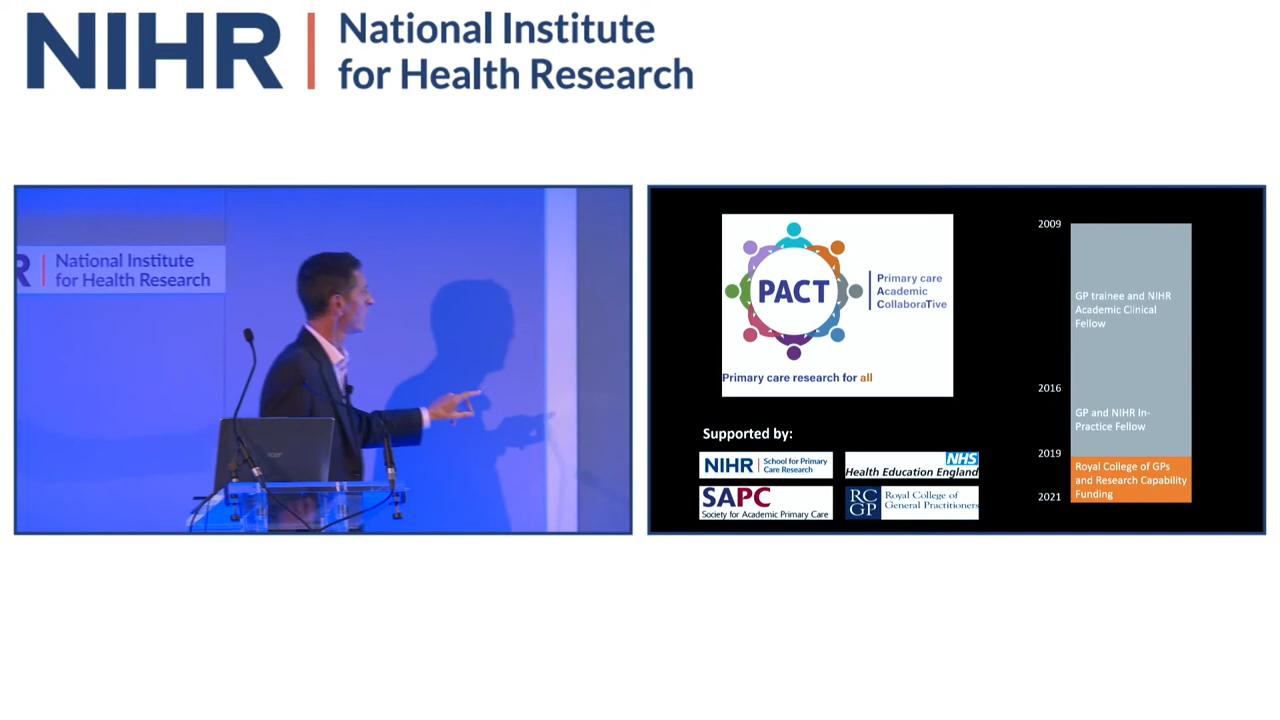 NIHR
National Institute
for Health Research
R
National Institute
for Health Research
acer
PACT
Primary care
Academic
CollaboraTive
Primary care research for all
Supported by:
NIHR
School for Primary
Care Research
NHS
Health Education England
SAPC
Society for Academic Primary Care
RC
GP
Royal College of
General Practitioners
2009
GP trainee and NIHR
Academic Clinical
Fellow
2016
GP and NIHR In-
Practice Fellow
2019
Royal College of GPs
and Research Capability
Funding
2021